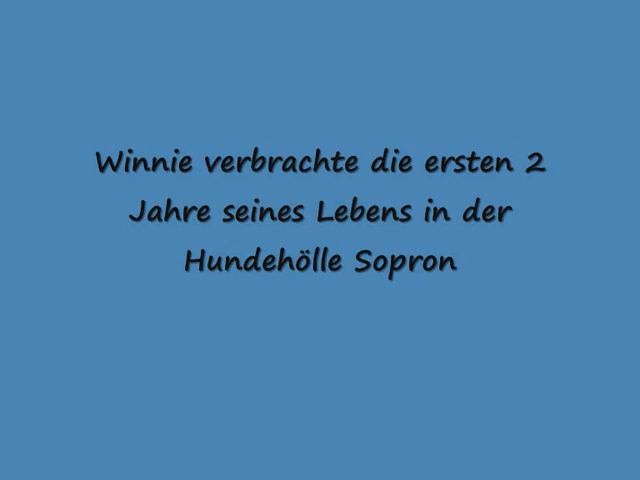 Winnie verbrachte die ersten 2
Jahre seines Lebens in der
Hundehölle Sopron